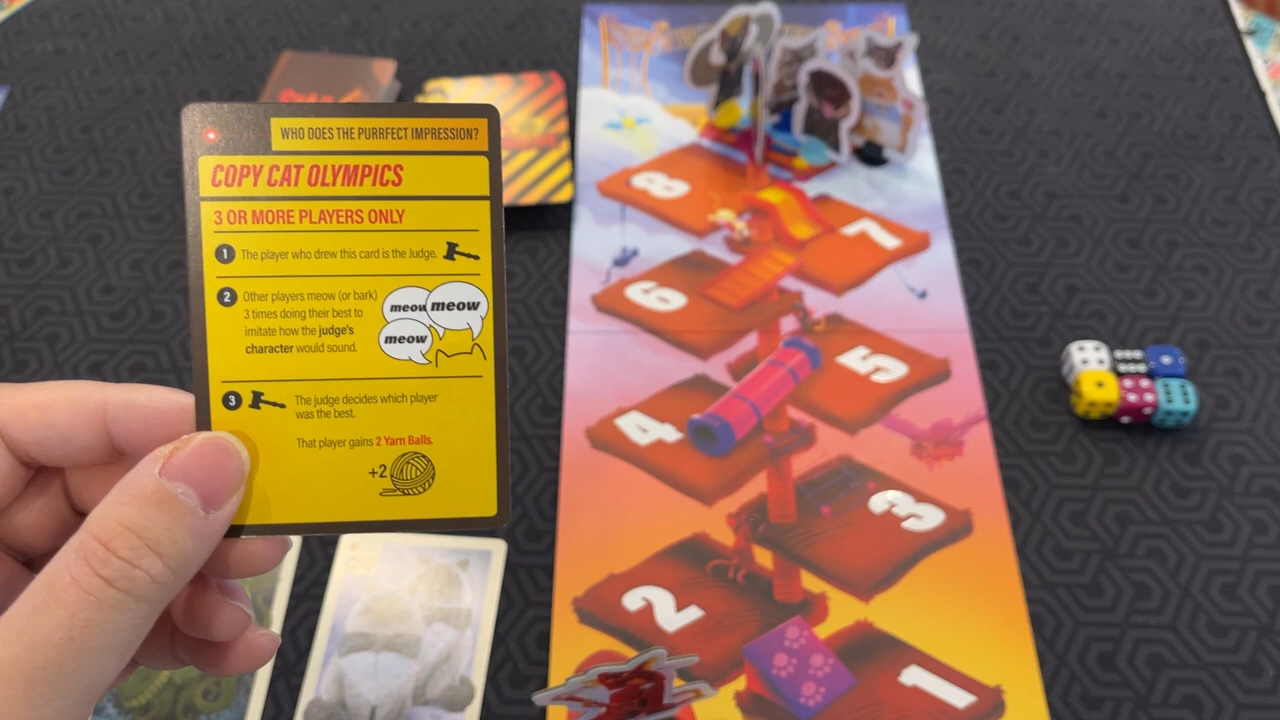 WHO DOES THE PURRFECT IMPRESSION?
COPY CAT OLYMPICS
3 OR MORE PLAYERS ONLY
1 The player who drew this card is the Judge.
2 Other players meow (or bark)
3 times doing their best to
imitate how the judge's
character would sound.
meow meow
meow
3 The judge decides which player
was the best.
That player gains 2 Yarn Balls.
+2
8
7
6
5
4
3
2
1